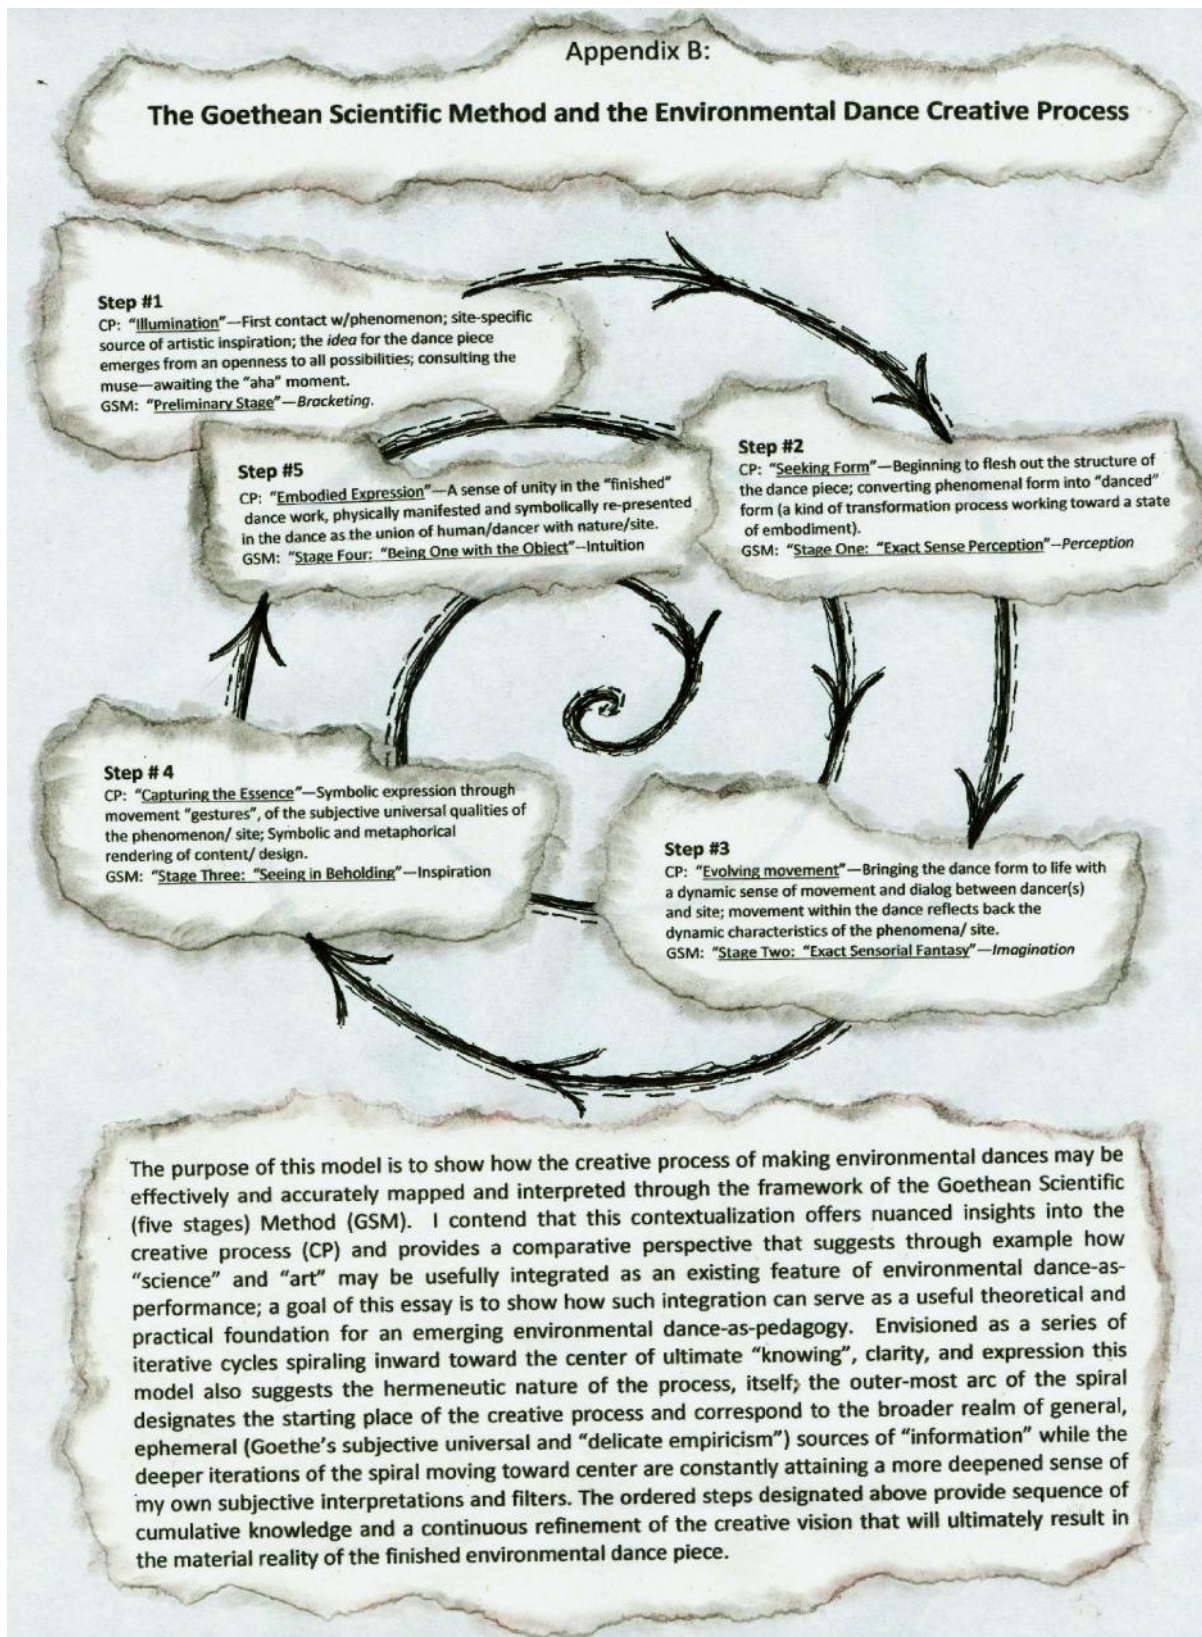 Appendix B:
The Goethean Scientific Method and the Environmental Dance Creative Process
Step #1
CP: "Illumination"—First contact w/phenomenon; site-specific
source of artistic inspiration; the idea for the dance piece
emerges from an openness to all possibilities; consulting the
muse—awaiting the "aha" moment.
GSM: "Preliminary Stage"—Bracketing.
Step #2
CP: "Seeking Form"—Beginning to flesh out the structure of
the dance piece; converting phenomenal form into "danced"
form (a kind of transformation process working toward a state
of embodiment).
GSM: "Stage One: "Exact Sense Perception"—Perception
Step #3
CP: "Evolving movement"—Bringing the dance form to life with
a dynamic sense of movement and dialog between dancer(s)
and site; movement within the dance reflects back the
dynamic characteristics of the phenomena/ site.
GSM: "Stage Two: "Exact Sensorial Fantasy"—Imagination
Step # 4
CP: "Capturing the Essence"—Symbolic expression through
movement "gestures", of the subjective universal qualities of
the phenomenon/ site; Symbolic and metaphorical
rendering of content/ design.
GSM: "Stage Three: "Seeing in Beholding"—Inspiration
Step #5
CP: "Embodied Expression"—A sense of unity in the "finished"
dance work, physically manifested and symbolically re-presented
in the dance as the union of human/dancer with nature/site.
GSM: "Stage Four: "Being One with the Object"--Intuition
The purpose of this model is to show how the creative process of making environmental dances may be
effectively and accurately mapped and interpreted through the framework of the Goethean Scientific
(five stages) Method (GSM). I contend that this contextualization offers nuanced insights into the
creative process (CP) and provides a comparative perspective that suggests through example how
"science" and "art" may be usefully integrated as an existing feature of environmental dance-as-
performance; a goal of this essay is to show how such integration can serve as a useful theoretical and
practical foundation for an emerging environmental dance-as-pedagogy. Envisioned as a series of
iterative cycles spiraling inward toward the center of ultimate "knowing", clarity, and expression this
model also suggests the hermeneutic nature of the process, itself; the outer-most arc of the spiral
designates the starting place of the creative process and correspond to the broader realm of general,
ephemeral (Goethe's subjective universal and "delicate empiricism") sources of "information" while the
deeper iterations of the spiral moving toward center are constantly attaining a more deepened sense of
my own subjective interpretations and filters. The ordered steps designated above provide sequence of
cumulative knowledge and a continuous refinement of the creative vision that will ultimately result in
the material reality of the finished environmental dance piece.